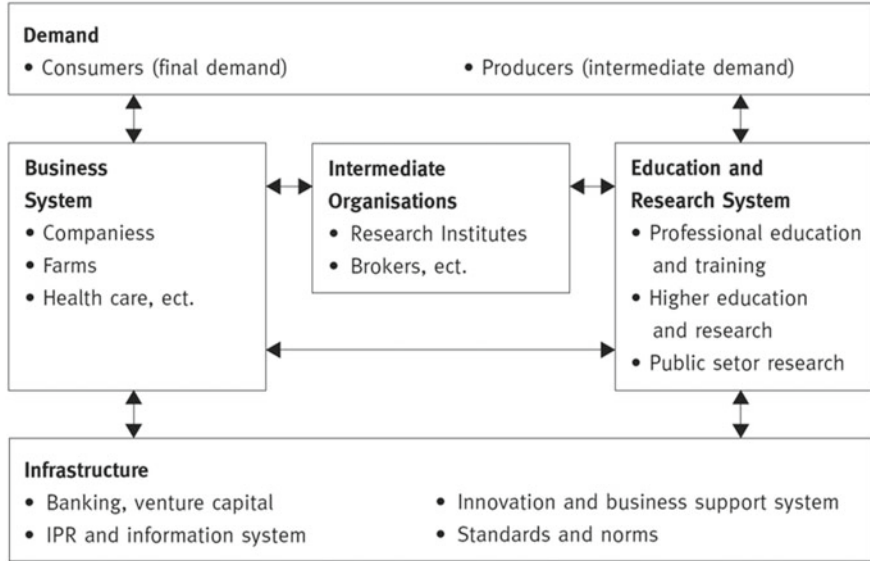 Demand
• Consumers (final demand)
• Producers (intermediate demand)
Business
System
• Companiess
• Farms
• Health care, ect.
Intermediate
Organisations
• Research Institutes
• Brokers, ect.
Education and
Research System
• Professional education
and training
• Higher education
and research
• Public setor research
Infrastructure
• Banking, venture capital
• IPR and information system
• Innovation and business support system
• Standards and norms